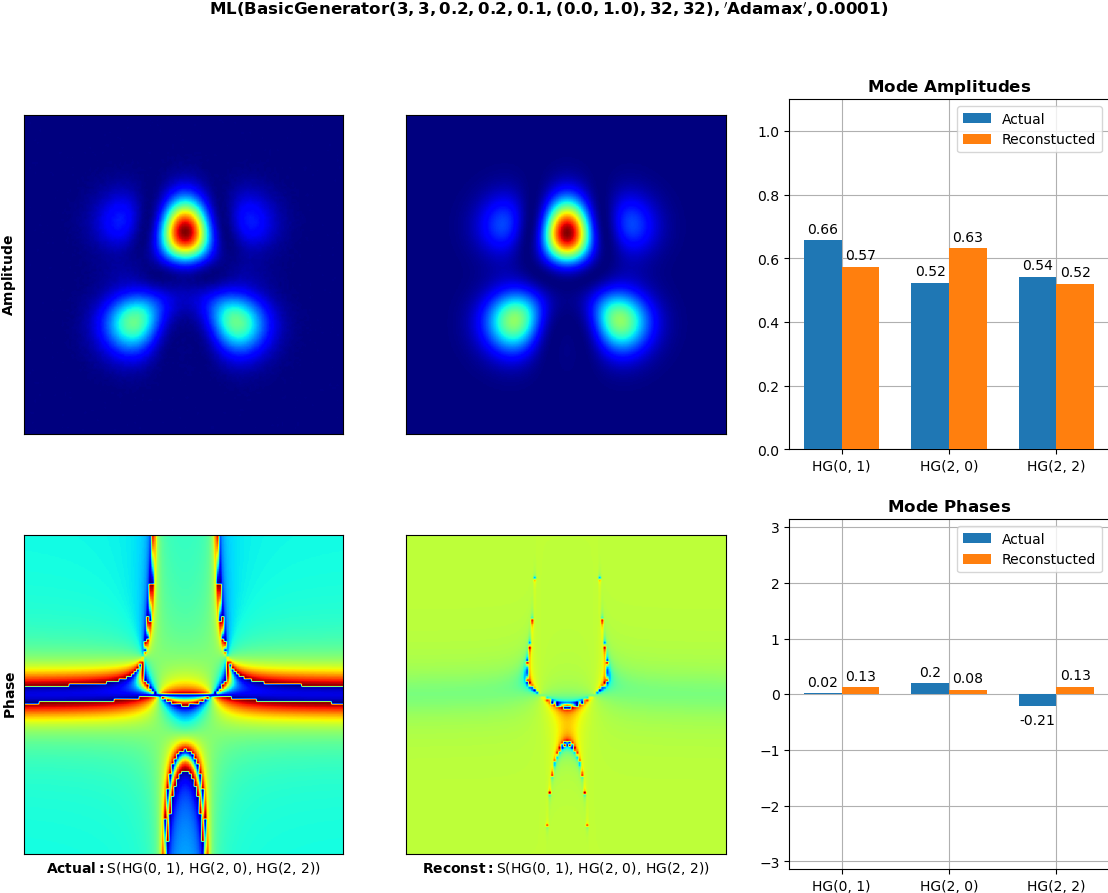 ML(BasicGenerator(3, 3, 0.2, 0.2, 0.1, (0.0, 1.0), 32, 32), 'Adamax', 0.0001)
Amplitude
Mode Amplitudes
Actual
Reconstucted
1.0
0.8
0.6
0.4
0.2
0.0
0.66
0.57
0.52
0.63
0.54
0.52
HG(0, 1)
HG(2, 0)
HG(2, 2)
Phase
Actual: S(HG(0, 1), HG(2, 0), HG(2, 2))
Reconst: S(HG(0, 1), HG(2, 0), HG(2, 2))
Mode Phases
Actual
Reconstucted
3
2
1
0
−1
−2
−3
0.02
0.13
0.2
0.08
-0.21
0.13
HG(0, 1)
HG(2, 0)
HG(2, 2)